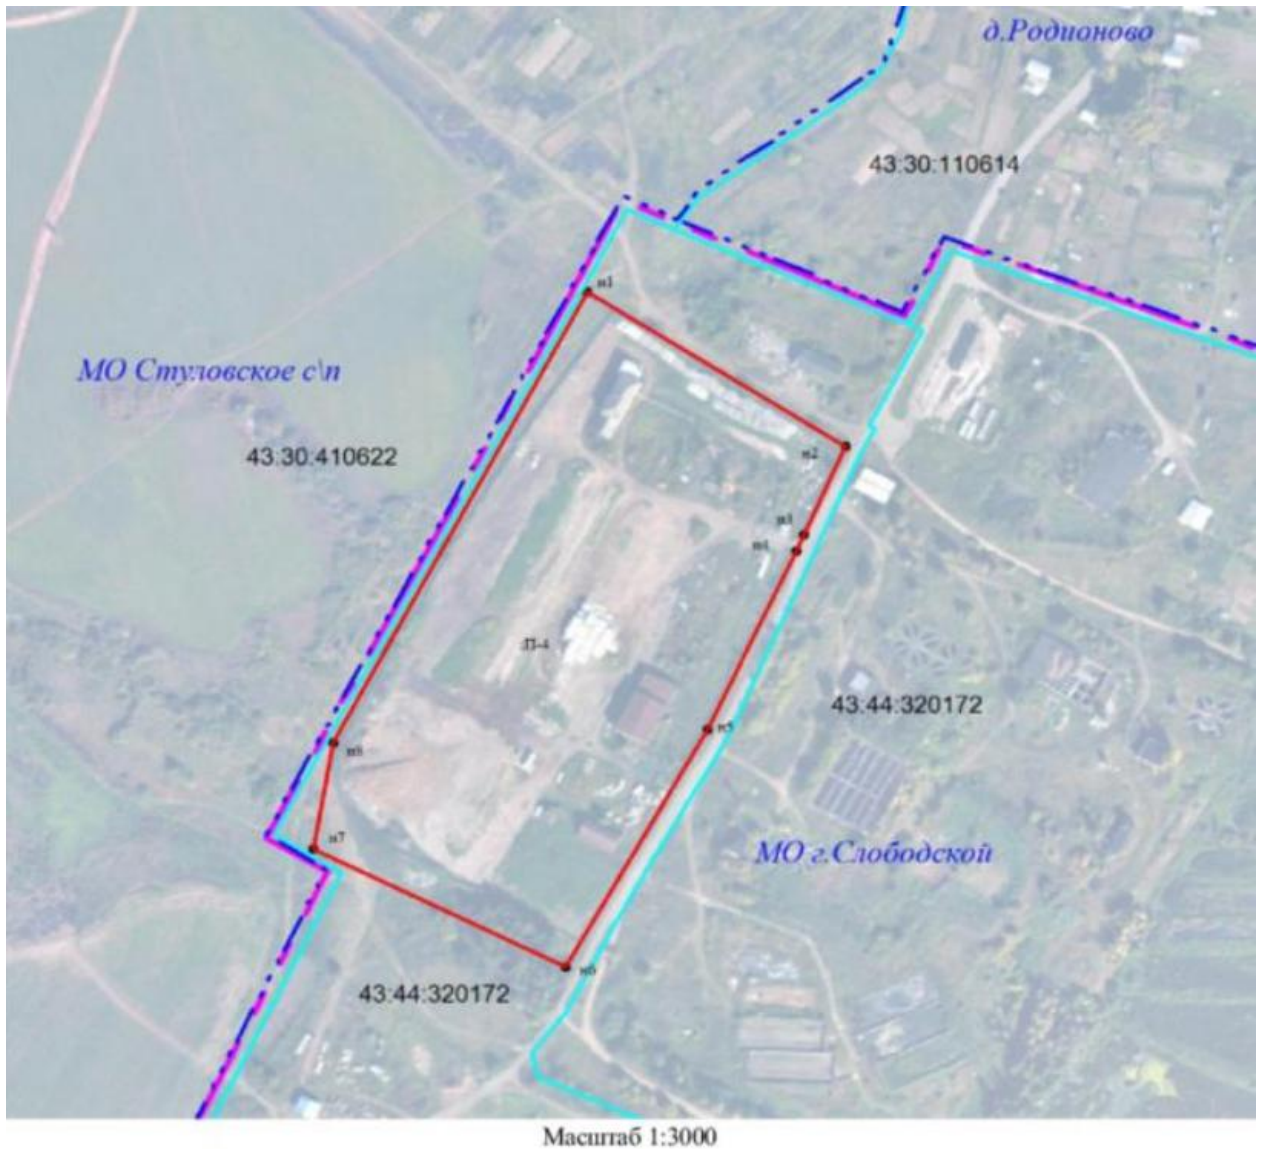 д.Родионово
43:30:110614
н1
МО Стуловское с\п
н2
43:30:410622
н3
н4
:П-4
43:44:320172
н5
н8
н7
МО г.Слободской
н6
43:44:320172
Масштаб 1:3000